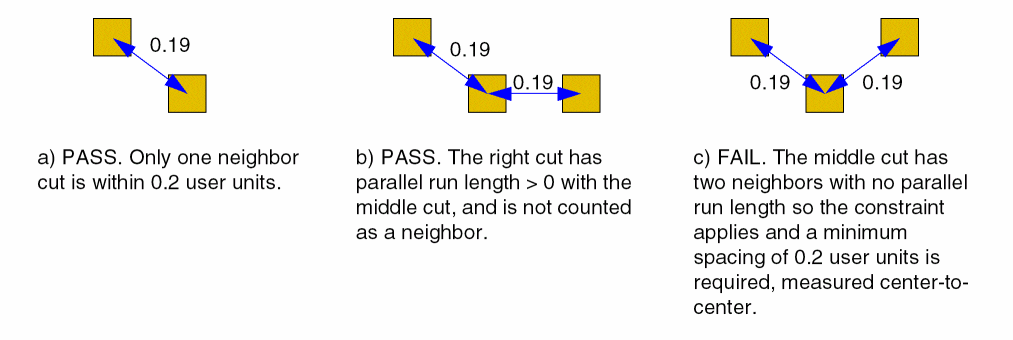 0.19
0.19
0.19
0.19
0.19
a) PASS. Only one neighbor
cut is within 0.2 user units.
b) PASS. The right cut has
parallel run length > 0 with the
middle cut, and is not counted
as a neighbor.
c) FAIL. The middle cut has
two neighbors with no parallel
run length so the constraint
applies and a minimum
spacing of 0.2 user units is
required, measured center-to-
center.